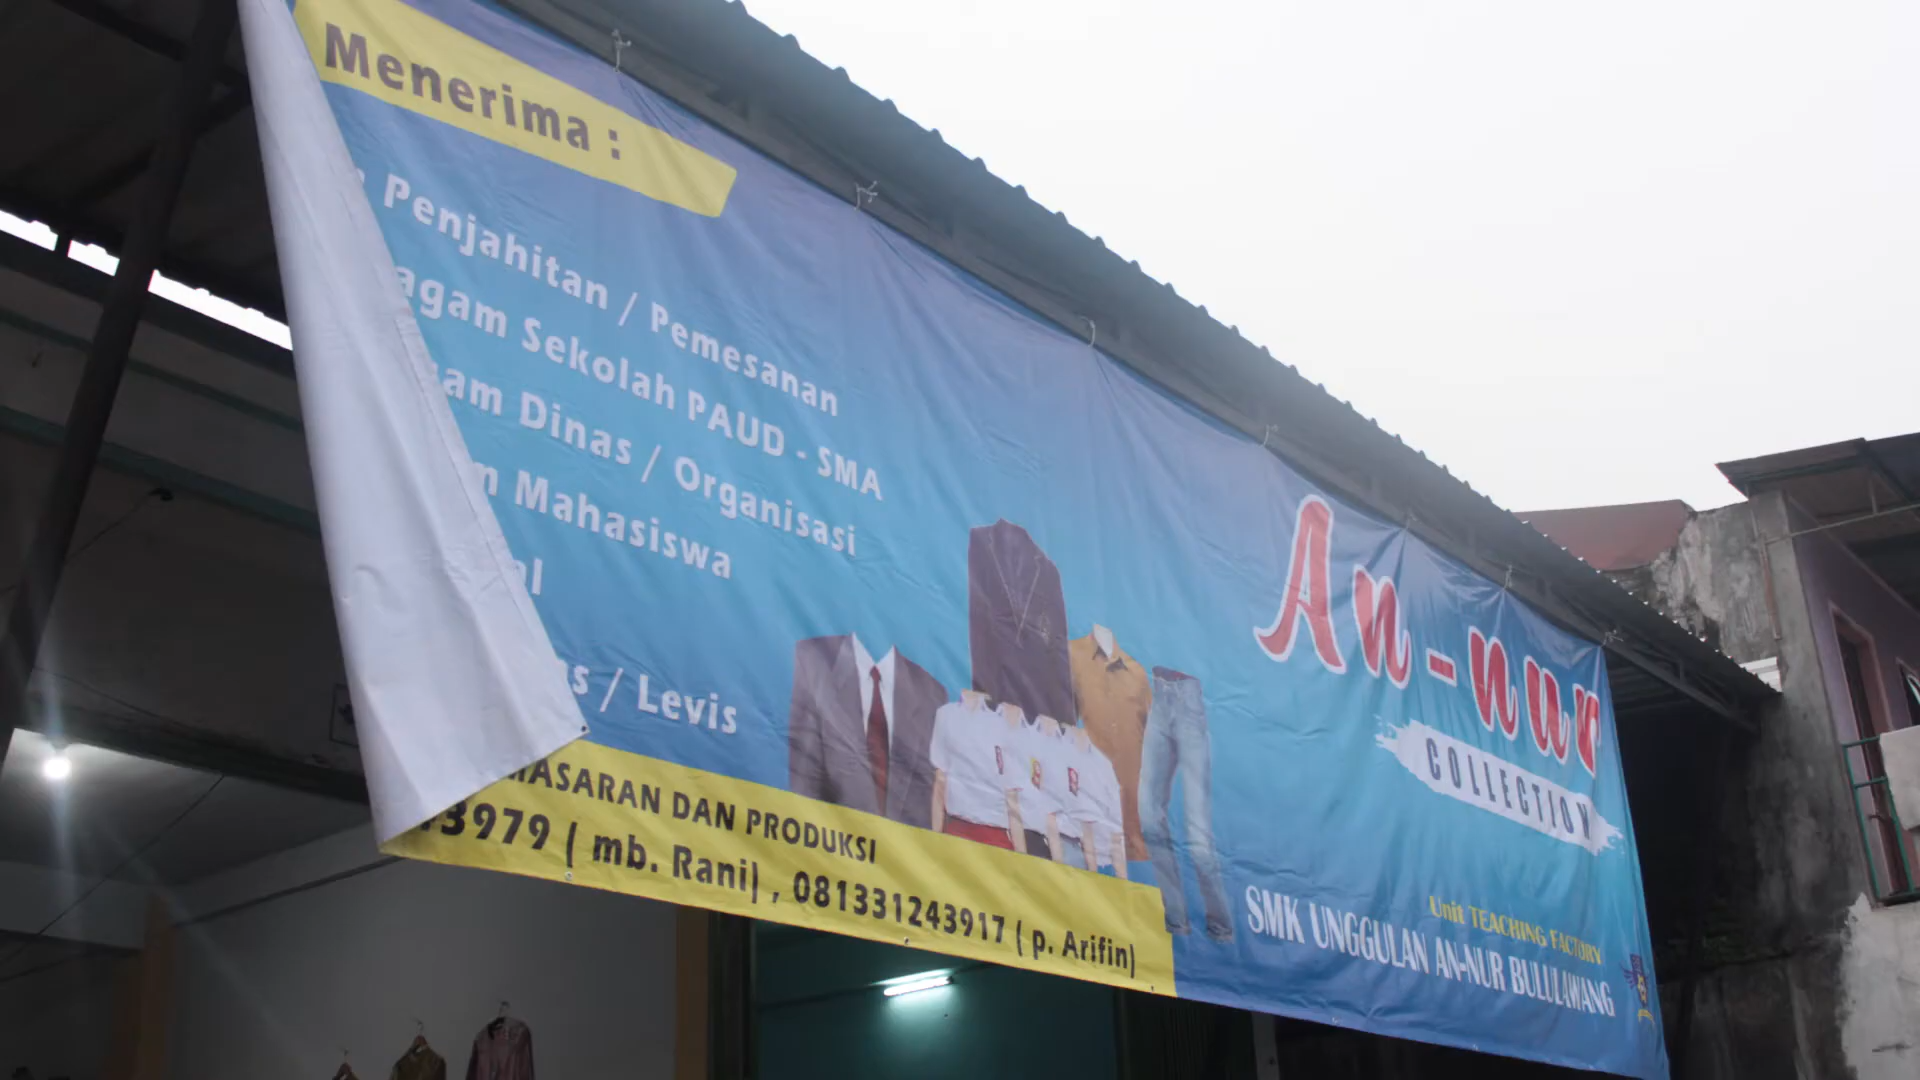 Menerima :
Penjahitan / Pemesanan
agam Sekolah PAUD - SMA
am Dinas / Organisasi
Mahasiswa
/ Levis
MASARAN DAN PRODUKSI
3979 ( mb. Rani) , 081331243917 ( p. Arifin)
An-nur
COLLECTION
Unit TEACHING FACTORY
SMK UNGGULAN AN-NUR BULULAWANG